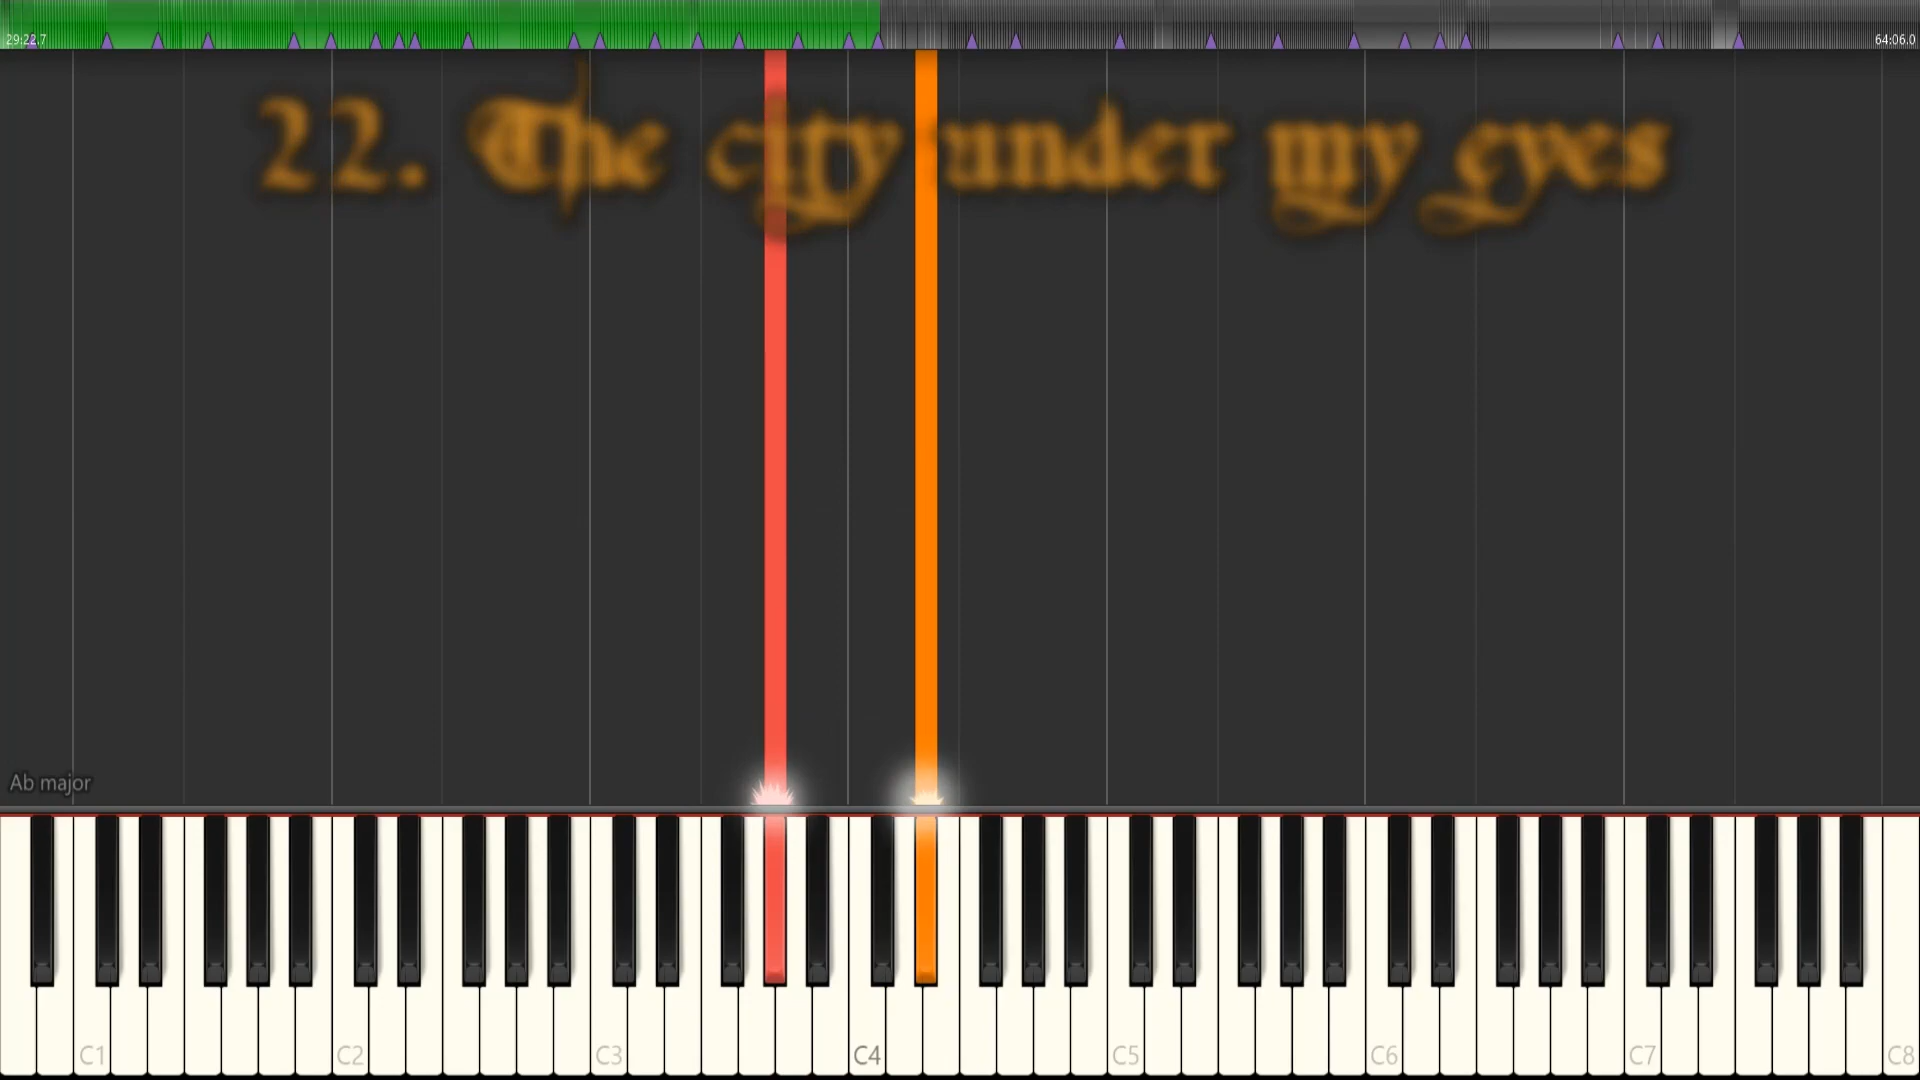 29:22.7
64:06.0
22. The city under my eyes
Ab major
C1 C2 C3 C4 C5 C6 C7 C8